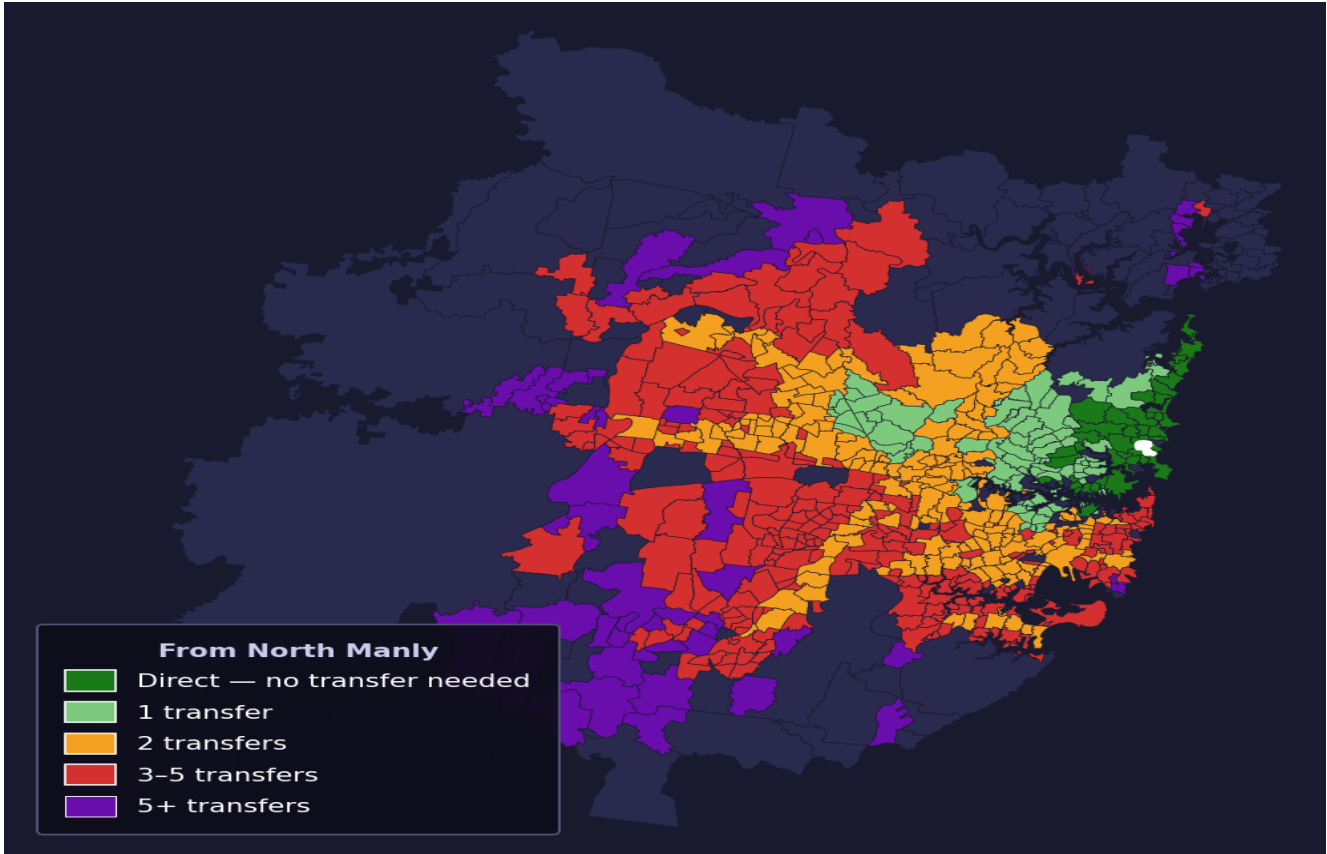 From North Manly
Direct — no transfer needed
1 transfer
2 transfers
3–5 transfers
5+ transfers